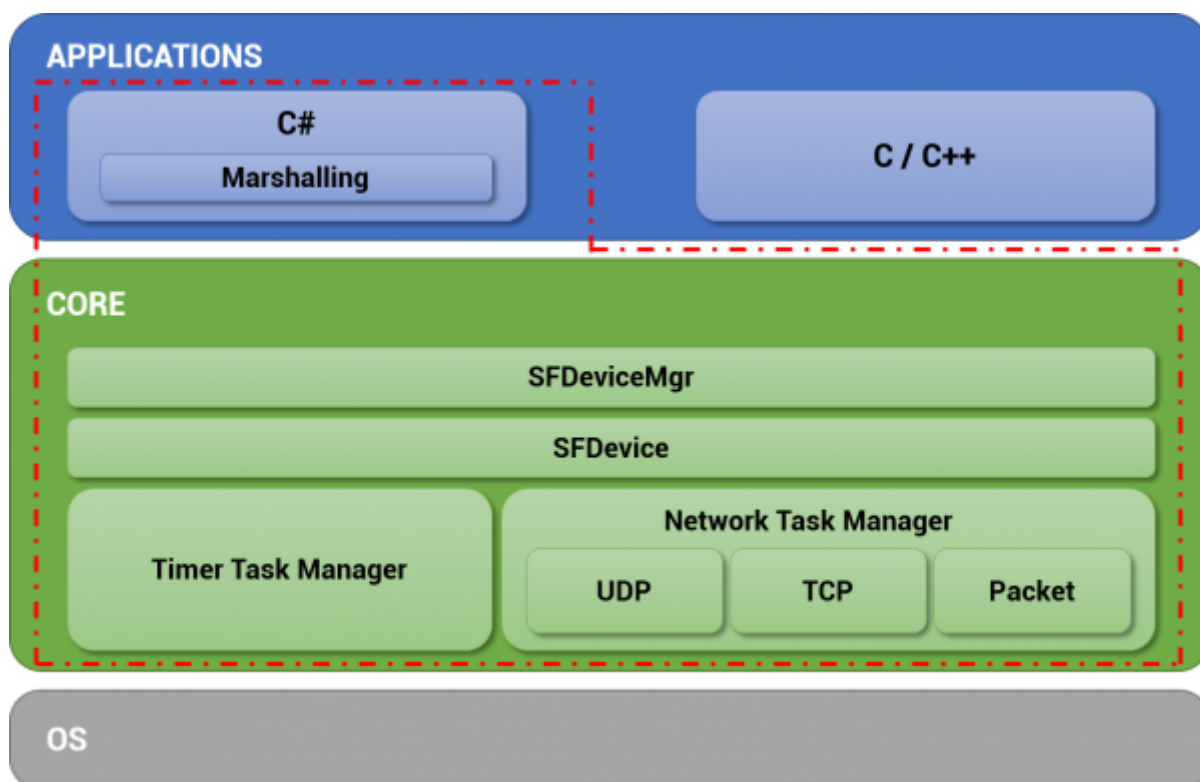 APPLICATIONS
C#
Marshalling
C / C++
CORE
SFDeviceMgr
SFDevice
Timer Task Manager
Network Task Manager
UDP
TCP
Packet
OS